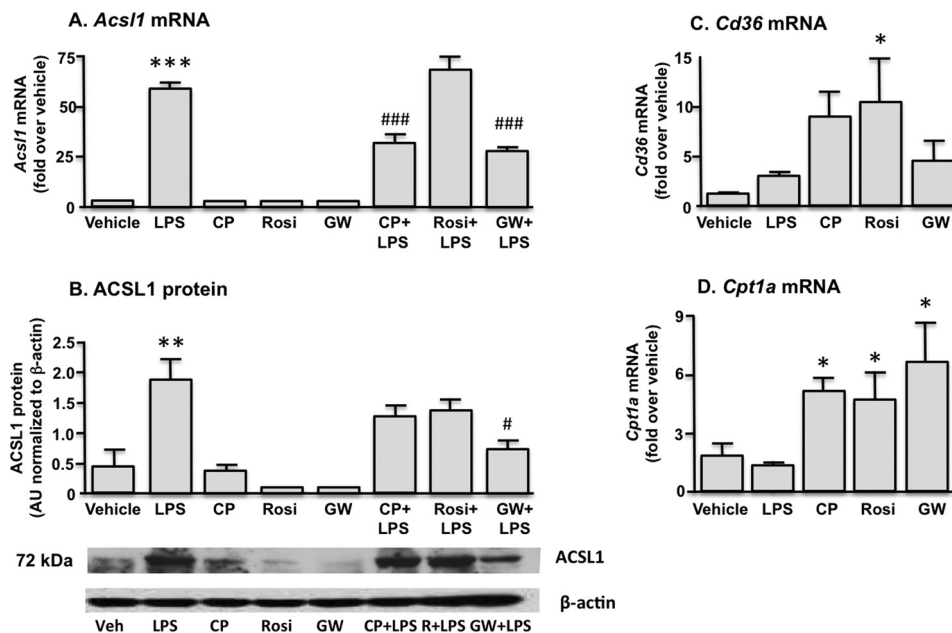 A. Acsl1 mRNA
Acsl1 mRNA
(fold over vehicle)
75
50
25
0
***
###
###
Vehicle LPS CP Rosi GW CP+ Rosi+ GW+
LPS LPS LPS
B. ACSL1 protein
ACSL1 protein
(AU normalized to β-actin)
2.5
2.0
1.5
1.0
0.5
0
**
#
Vehicle LPS CP Rosi GW CP+ Rosi+ GW+
LPS LPS LPS
72 kDa
ACSL1
β-actin
Veh LPS CP Rosi GW CP+LPS R+LPS GW+LPS
C. Cd36 mRNA
Cd36 mRNA
(fold over vehicle)
15
10
5
0
*
Vehicle LPS CP Rosi GW
D. Cpt1a mRNA
Cpt1a mRNA
(fold over vehicle)
9
6
3
0
* * *
Vehicle LPS CP Rosi GW